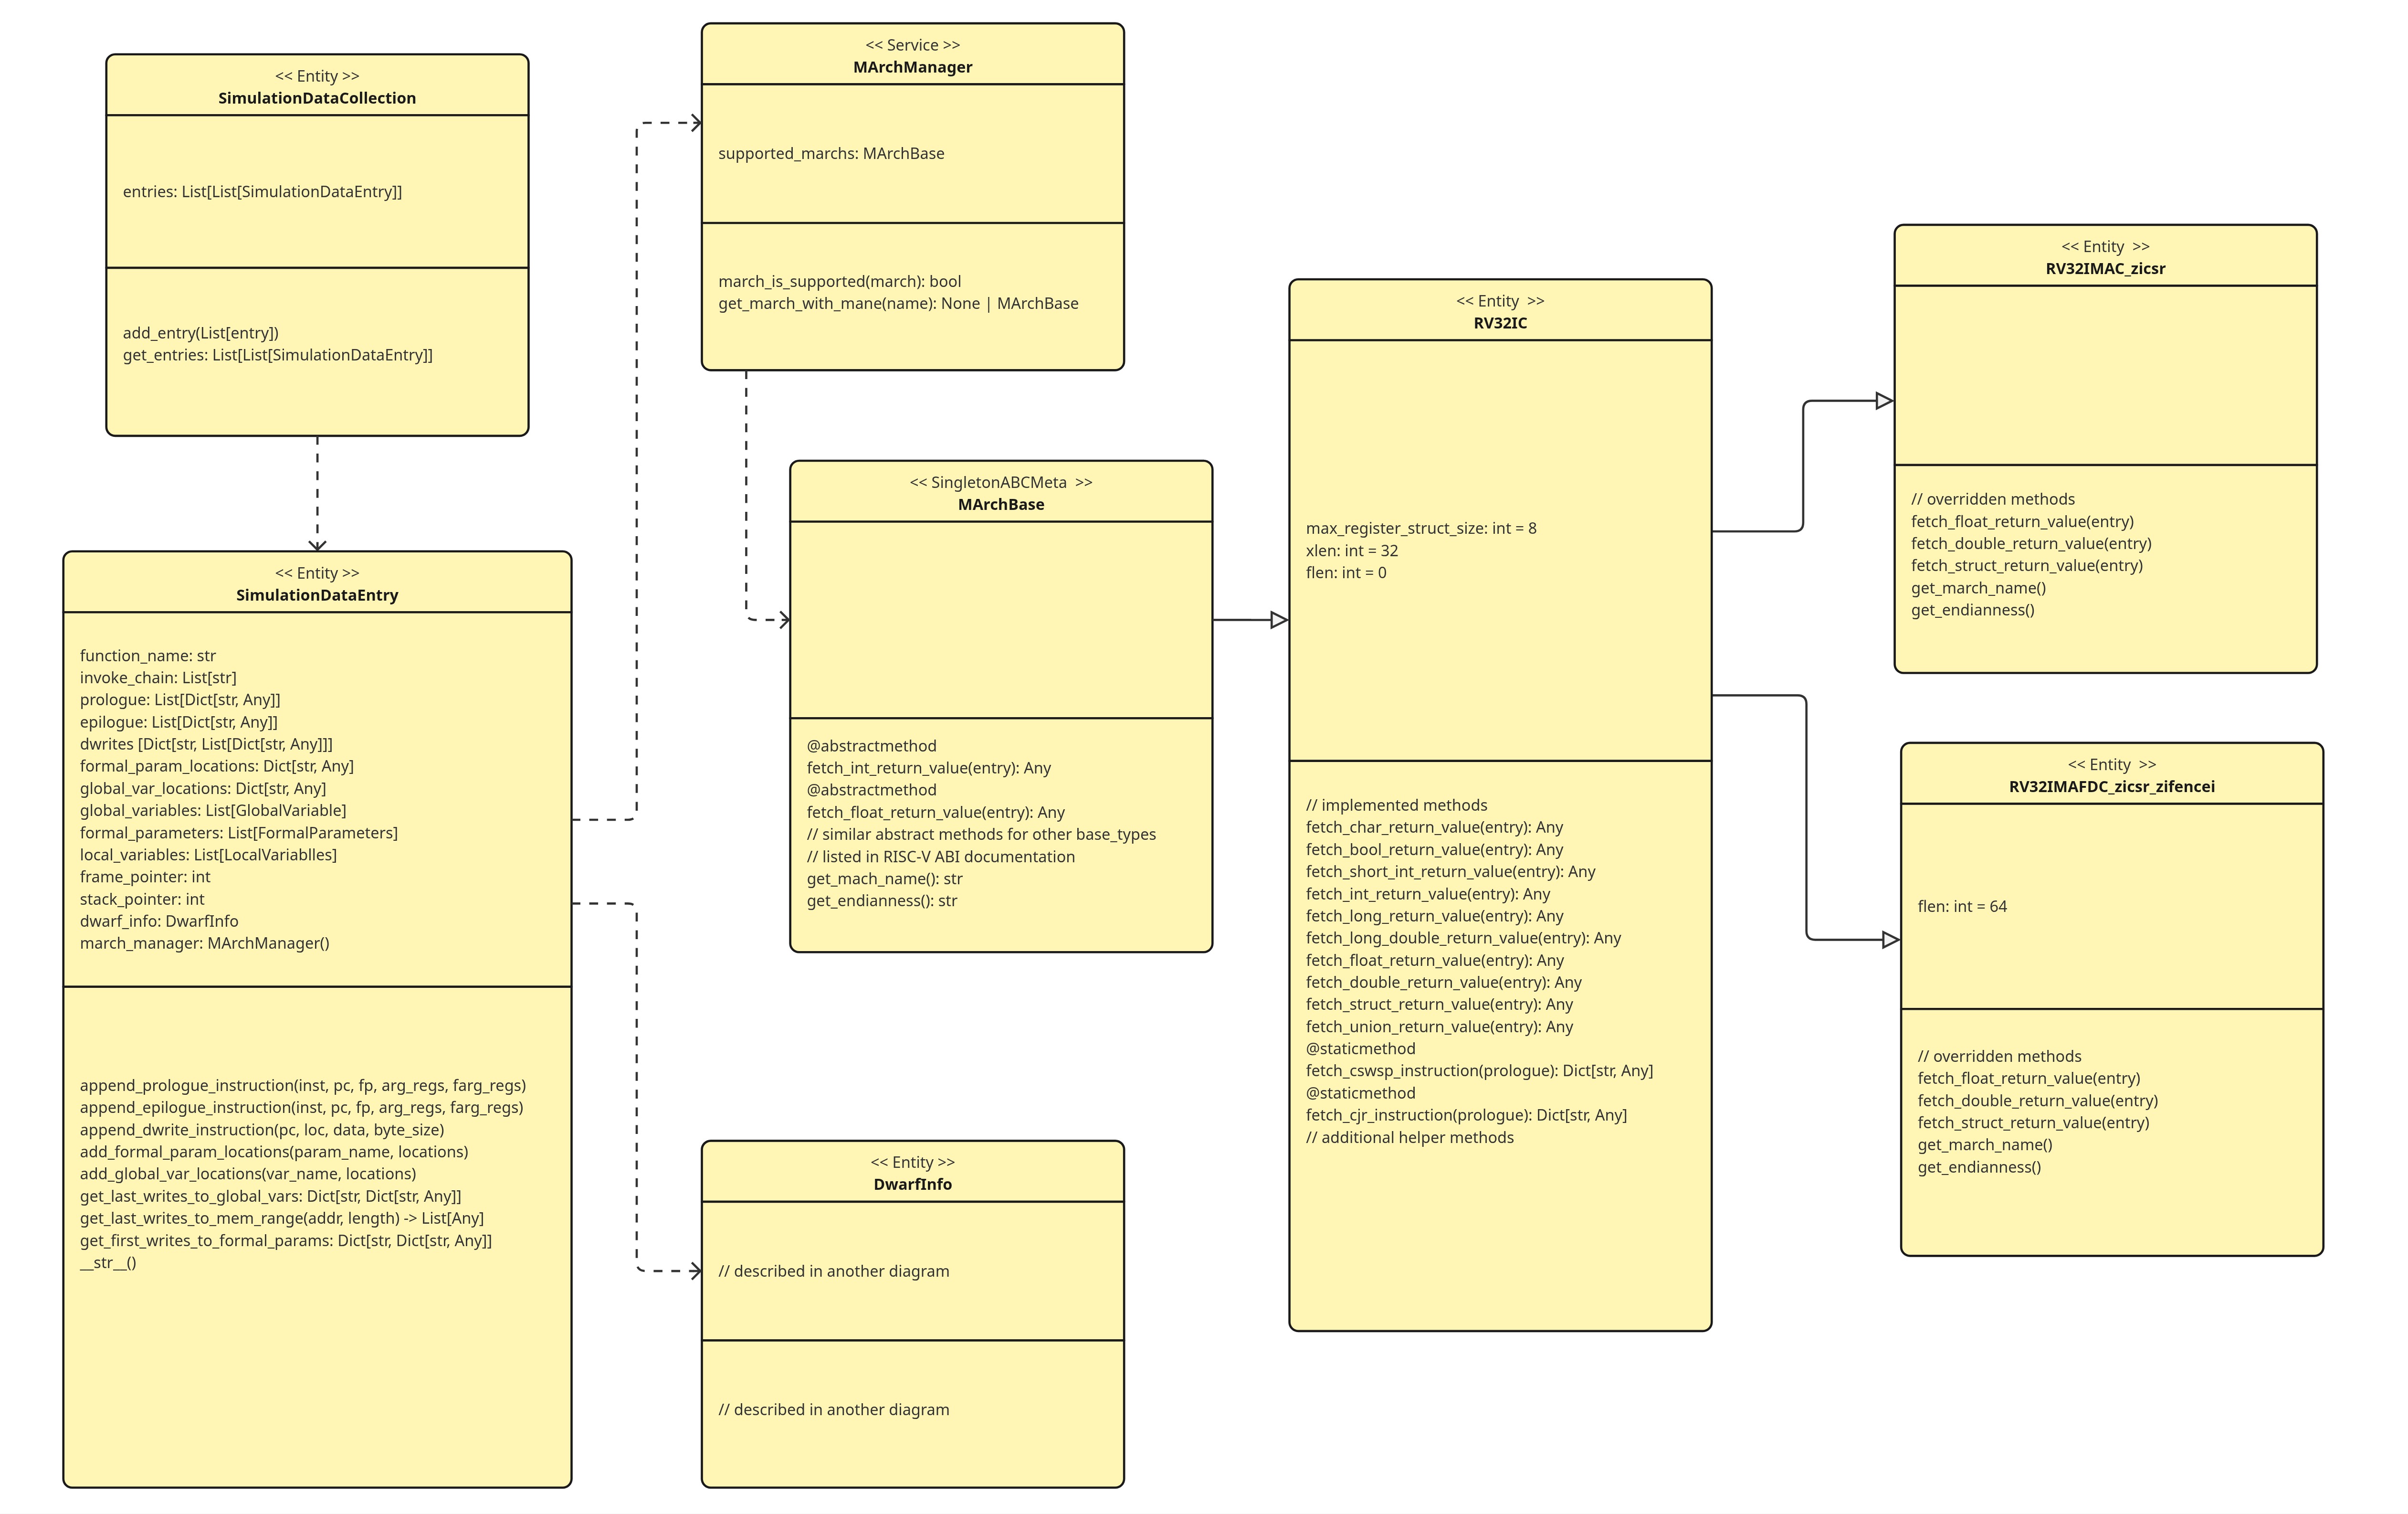 << Entity >>
SimulationDataCollection
entries: List[List[SimulationDataEntry]]
add_entry(List[entry])
get_entries: List[List[SimulationDataEntry]]
<< Entity >>
SimulationDataEntry
function_name: str
invoke_chain: List[str]
prologue: List[Dict[str, Any]]
epilogue: List[Dict[str, Any]]
dwrites [Dict[str, List[Dict[str, Any]]]
formal_param_locations: Dict[str, Any]
global_var_locations: Dict[str, Any]
global_variables: List[GlobalVariable]
formal_parameters: List[FormalParameters]
local_variables: List[LocalVariablles]
frame_pointer: int
stack_pointer: int
dwarf_info: DwarfInfo
march_manager: MArchManager()
append_prologue_instruction(inst, pc, fp, arg_regs, farg_regs)
append_epilogue_instruction(inst, pc, fp, arg_regs, farg_regs)
append_dwrite_instruction(pc, loc, data, byte_size)
add_formal_param_locations(param_name, locations)
add_global_var_locations(var_name, locations)
get_last_writes_to_global_vars: Dict[str, Dict[str, Any]]
get_last_writes_to_mem_range(addr, length) -> List[Any]
get_first_writes_to_formal_params: Dict[str, Dict[str, Any]]
__str__()
<< Service >>
MArchManager
supported_marchs: MArchBase
march_is_supported(march): bool
get_march_with_mane(name): None | MArchBase
<< SingletonABCMeta >>
MArchBase
@abstractmethod
fetch_int_return_value(entry): Any
@abstractmethod
fetch_float_return_value(entry): Any
// similar abstract methods for other base_types
// listed in RISC-V ABI documentation
get_mach_name(): str
get_endianness(): str
<< Entity >>
DwarfInfo
// described in another diagram
// described in another diagram
<< Entity >>
RV32IC
max_register_struct_size: int = 8
xlen: int = 32
flen: int = 0
// implemented methods
fetch_char_return_value(entry): Any
fetch_bool_return_value(entry): Any
fetch_short_int_return_value(entry): Any
fetch_int_return_value(entry): Any
fetch_long_return_value(entry): Any
fetch_long_double_return_value(entry): Any
fetch_float_return_value(entry): Any
fetch_double_return_value(entry): Any
fetch_struct_return_value(entry): Any
fetch_union_return_value(entry): Any
@staticmethod
fetch_cswsp_instruction(prologue): Dict[str, Any]
@staticmethod
fetch_cjr_instruction(prologue): Dict[str, Any]
// additional helper methods
<< Entity >>
RV32IMAC_zicsr
// overridden methods
fetch_float_return_value(entry)
fetch_double_return_value(entry)
fetch_struct_return_value(entry)
get_march_name()
get_endianness()
<< Entity >>
RV32IMAFDC_zicsr_zifencei
flen: int = 64
// overridden methods
fetch_float_return_value(entry)
fetch_double_return_value(entry)
fetch_struct_return_value(entry)
get_march_name()
get_endianness()